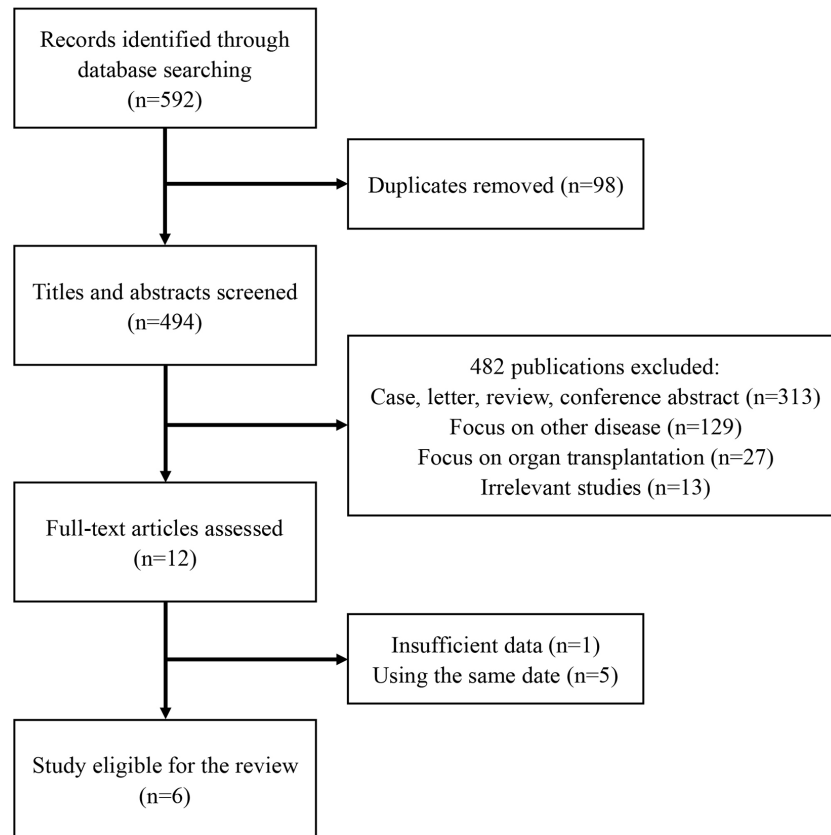 Records identified through
database searching
(n=592)
Duplicates removed (n=98)
Titles and abstracts screened
(n=494)
482 publications excluded:
Case, letter, review, conference abstract (n=313)
Focus on other disease (n=129)
Focus on organ transplantation (n=27)
Irrelevant studies (n=13)
Full-text articles assessed
(n=12)
Insufficient data (n=1)
Using the same date (n=5)
Study eligible for the review
(n=6)